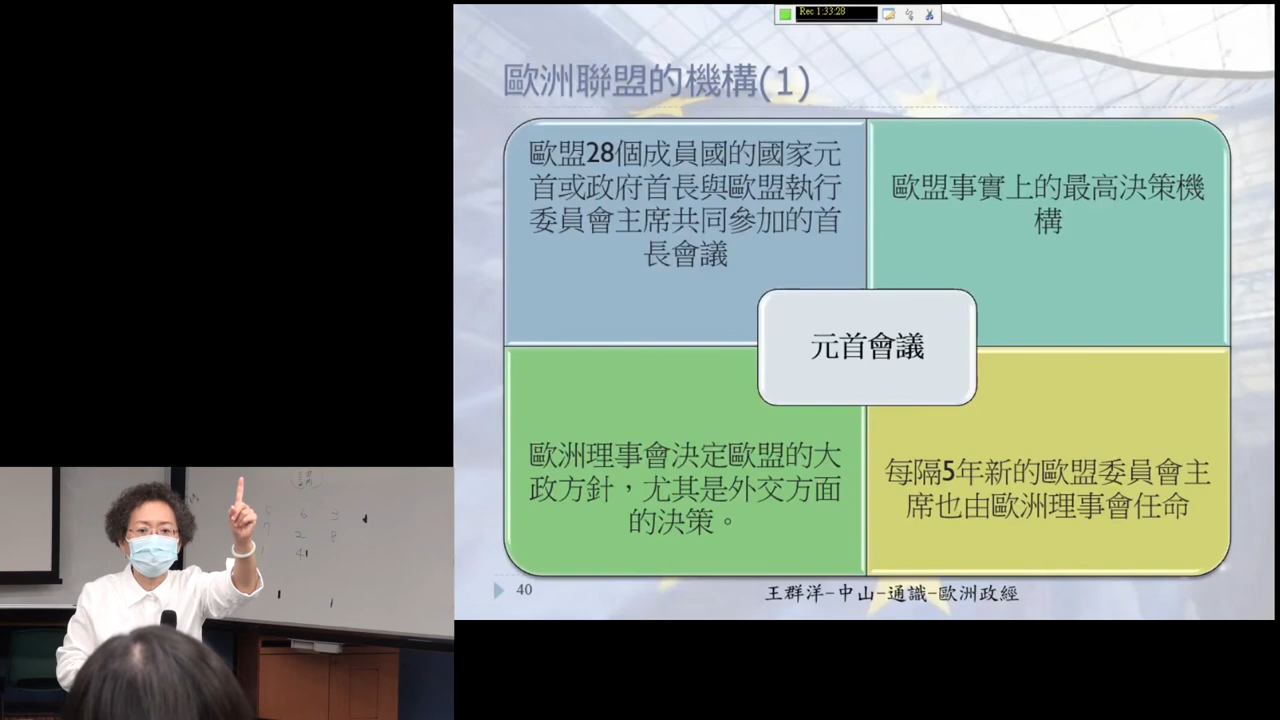 Rec 1:33:28
歐洲聯盟的機構(1)
歐盟28個成員國的國家元
首或政府首長與歐盟執行
委員會主席共同參加的首
長會議
歐盟事實上的最高決策機
構
元首會議
歐洲理事會決定歐盟的大
政方針，尤其是外交方面
的決策。
每隔5年新的歐盟委員會主
席也由歐洲理事會任命
40
王群洋-中山-通識-歐洲政經
5 6 3
7 2 8